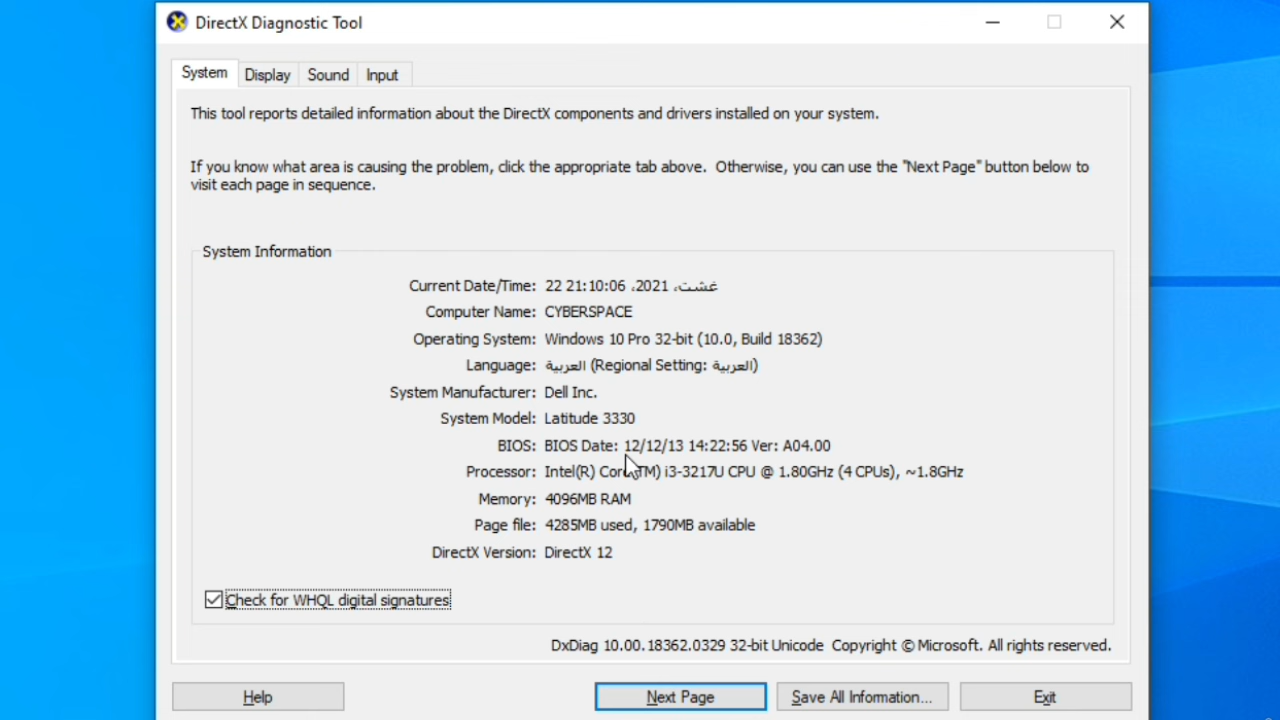 DirectX Diagnostic Tool
System Display Sound Input
This tool reports detailed information about the DirectX components and drivers installed on your system.
If you know what area is causing the problem, click the appropriate tab above. Otherwise, you can use the "Next Page" button below to
visit each page in sequence.
System Information
Current Date/Time: 22 غشت، 2021، 21:10:06
Computer Name: CYBERSPACE
Operating System: Windows 10 Pro 32-bit (10.0, Build 18362)
Language: العربية (Regional Setting: العربية)
System Manufacturer: Dell Inc.
System Model: Latitude 3330
BIOS: BIOS Date: 12/12/13 14:22:56 Ver: A04.00
Processor: Intel(R) Core(TM) i3-3217U CPU @ 1.80GHz (4 CPUs), ~1.8GHz
Memory: 4096MB RAM
Page file: 4285MB used, 1790MB available
DirectX Version: DirectX 12
Check for WHQL digital signatures
DxDiag 10.00.18362.0329 32-bit Unicode Copyright © Microsoft. All rights reserved.
Help Next Page Save All Information... Exit